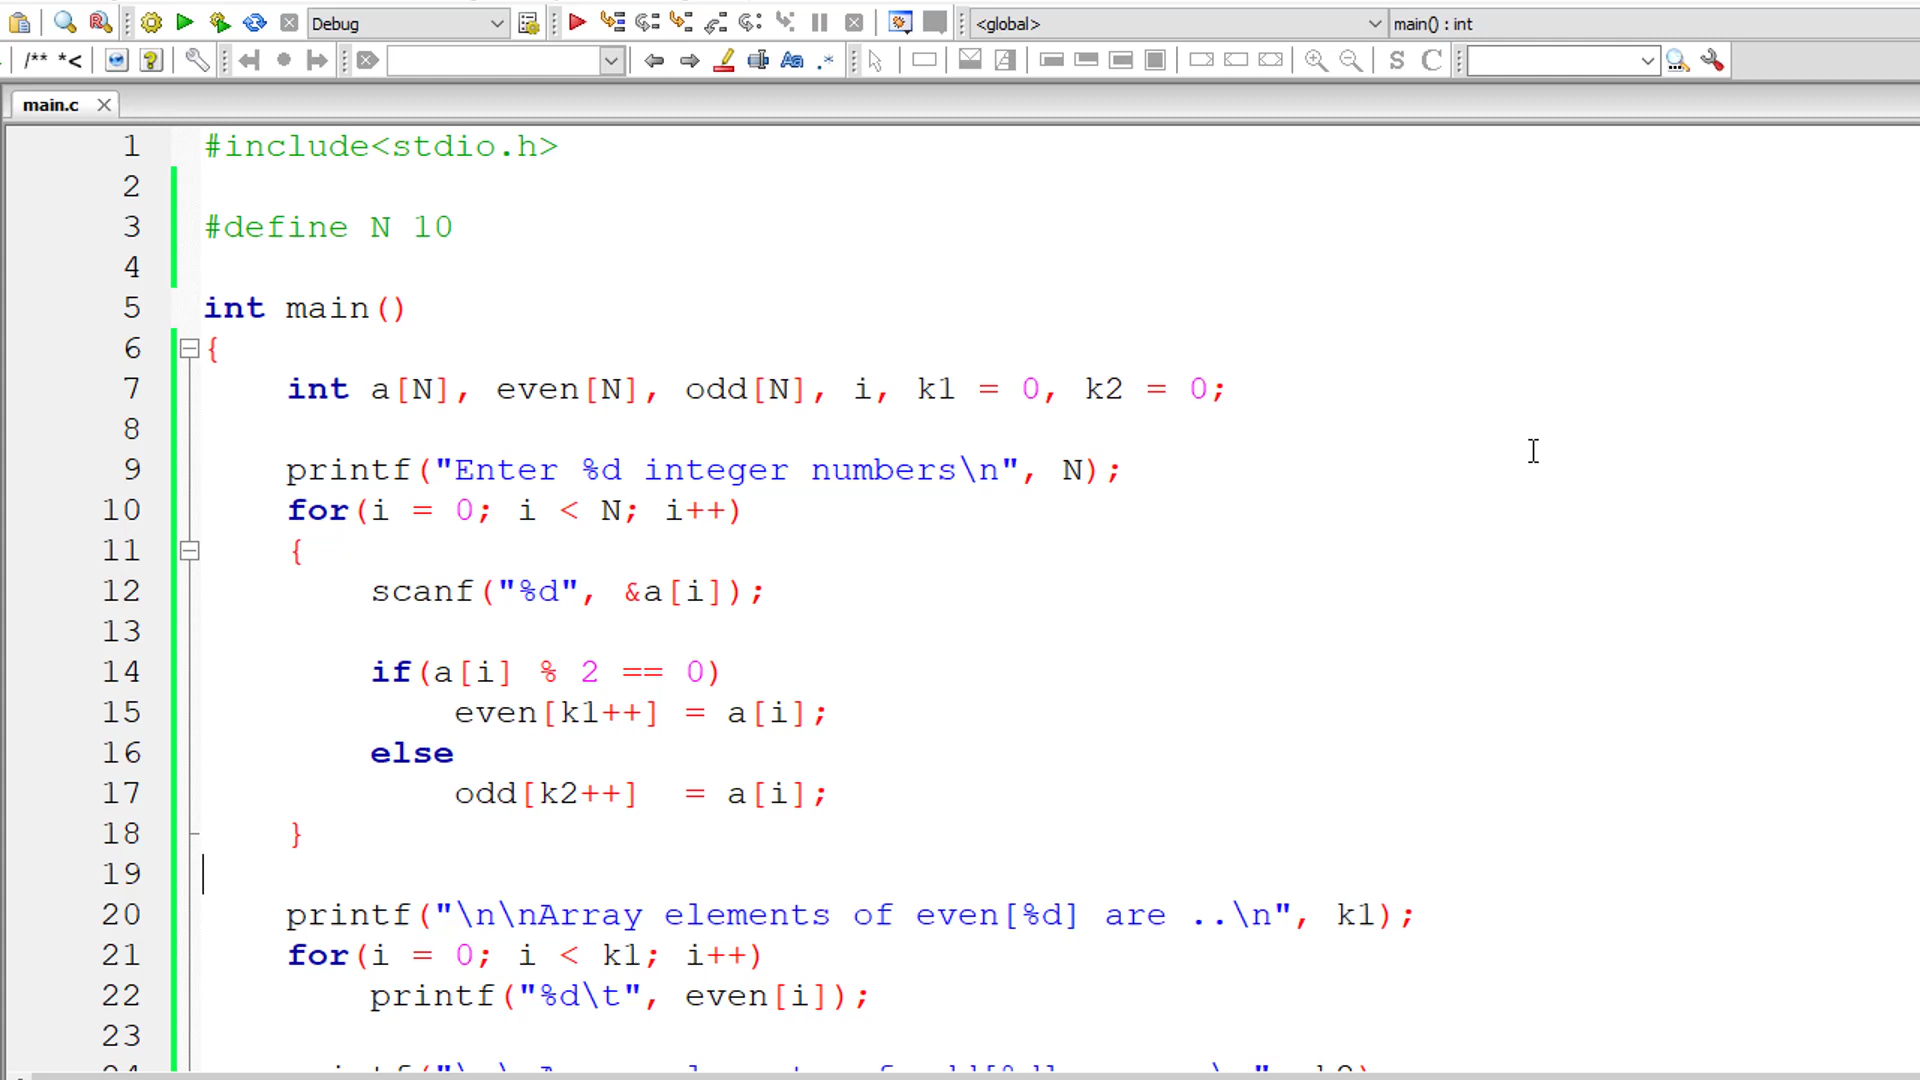 Debug
<global>
main() : int
/** *<
Aa
.*
S
C
main.c
1 #include<stdio.h>
2
3 #define N 10
4
5 int main()
6 {
7 int a[N], even[N], odd[N], i, k1 = 0, k2 = 0;
8
9 printf("Enter %d integer numbers\n", N);
10 for(i = 0; i < N; i++)
11 {
12 scanf("%d", &a[i]);
13
14 if(a[i] % 2 == 0)
15 even[k1++] = a[i];
16 else
17 odd[k2++]  = a[i];
18 }
19
20 printf("\n\nArray elements of even[%d] are ..\n", k1);
21 for(i = 0; i < k1; i++)
22 printf("%d\t", even[i]);
23